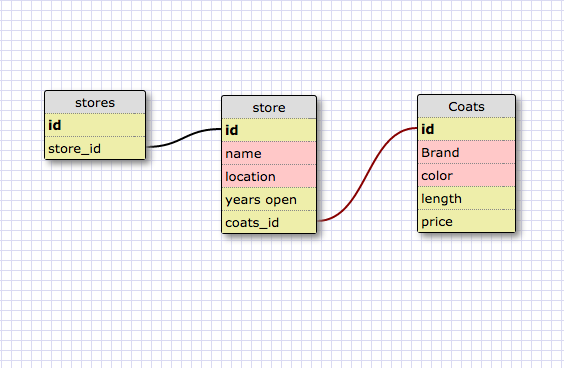 stores
id
store_id
store
id
name
location
years open
coats_id
Coats
id
Brand
color
length
price